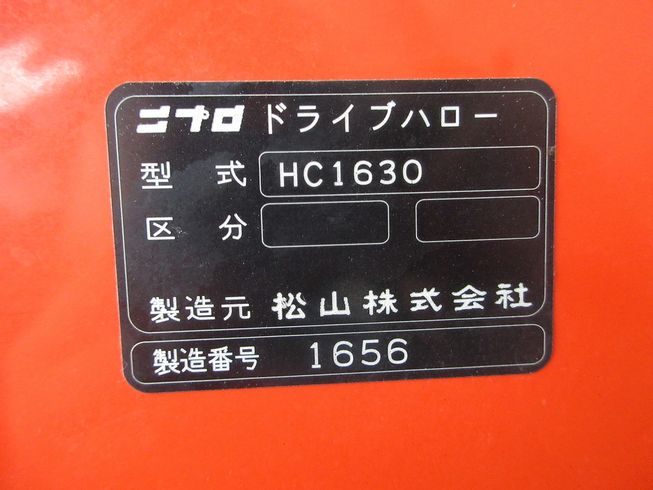 ニプロ ドライブハロー
型式 HC1630
区分
製造元 松山株式会社
製造番号 1656